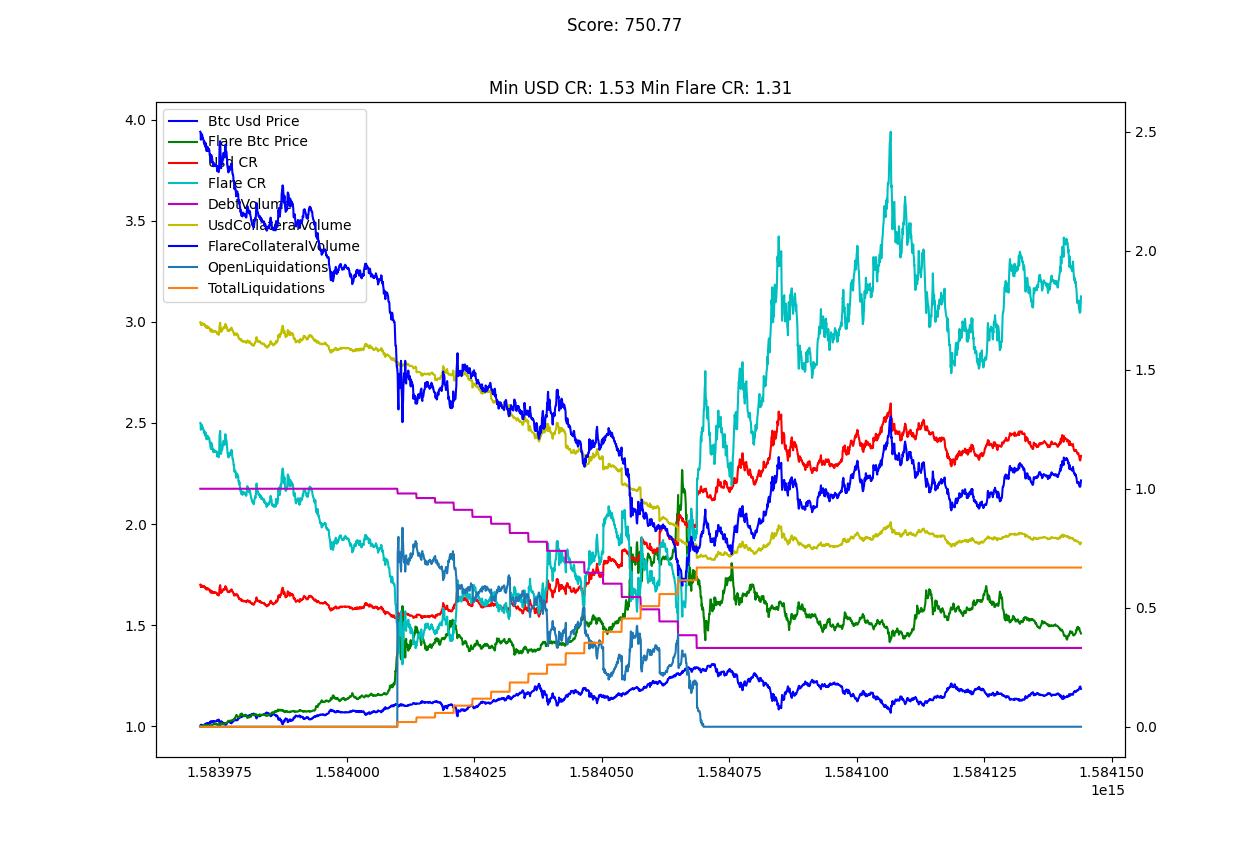 Score: 750.77
Min USD CR: 1.53 Min Flare CR: 1.31
4.0
3.5
3.0
2.5
2.0
1.5
1.0
Btc Usd Price
Flare Btc Price
Usd CR
Flare CR
DebtVolume
UsdCollateralVolume
FlareCollateralVolume
OpenLiquidations
TotalLiquidations
2.5
2.0
1.5
1.0
0.5
0.0
1.583975 1.584000 1.584025 1.584050 1.584075 1.584100 1.584125 1.584150
1e15